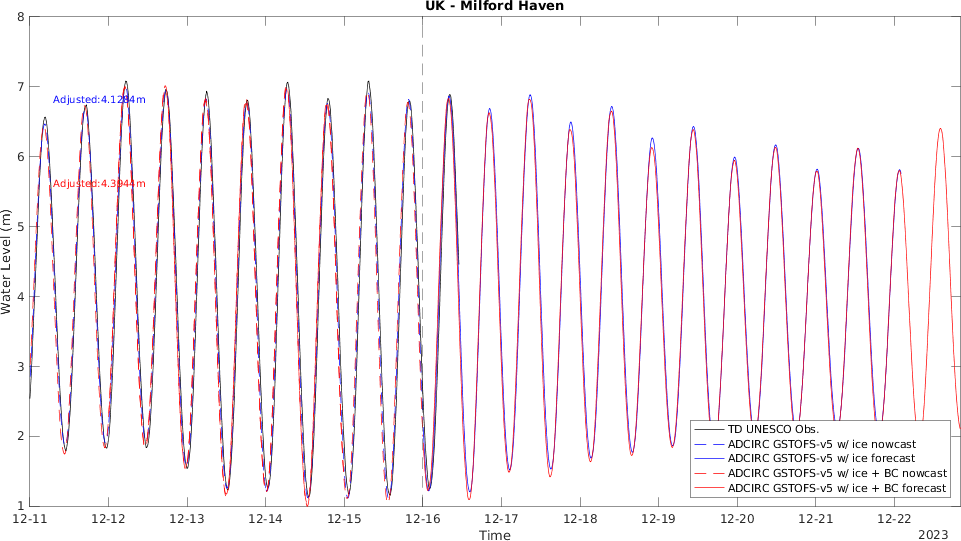 UK - Milford Haven
8
7
6
5
4
3
2
1
Water Level (m)
Adjusted:4.1284m
Adjusted:4.3944m
TD UNESCO Obs.
ADCIRC GSTOFS-v5 w/ ice nowcast
ADCIRC GSTOFS-v5 w/ ice forecast
ADCIRC GSTOFS-v5 w/ ice + BC nowcast
ADCIRC GSTOFS-v5 w/ ice + BC forecast
12-11 12-12 12-13 12-14 12-15 12-16 12-17 12-18 12-19 12-20 12-21 12-22
Time
2023